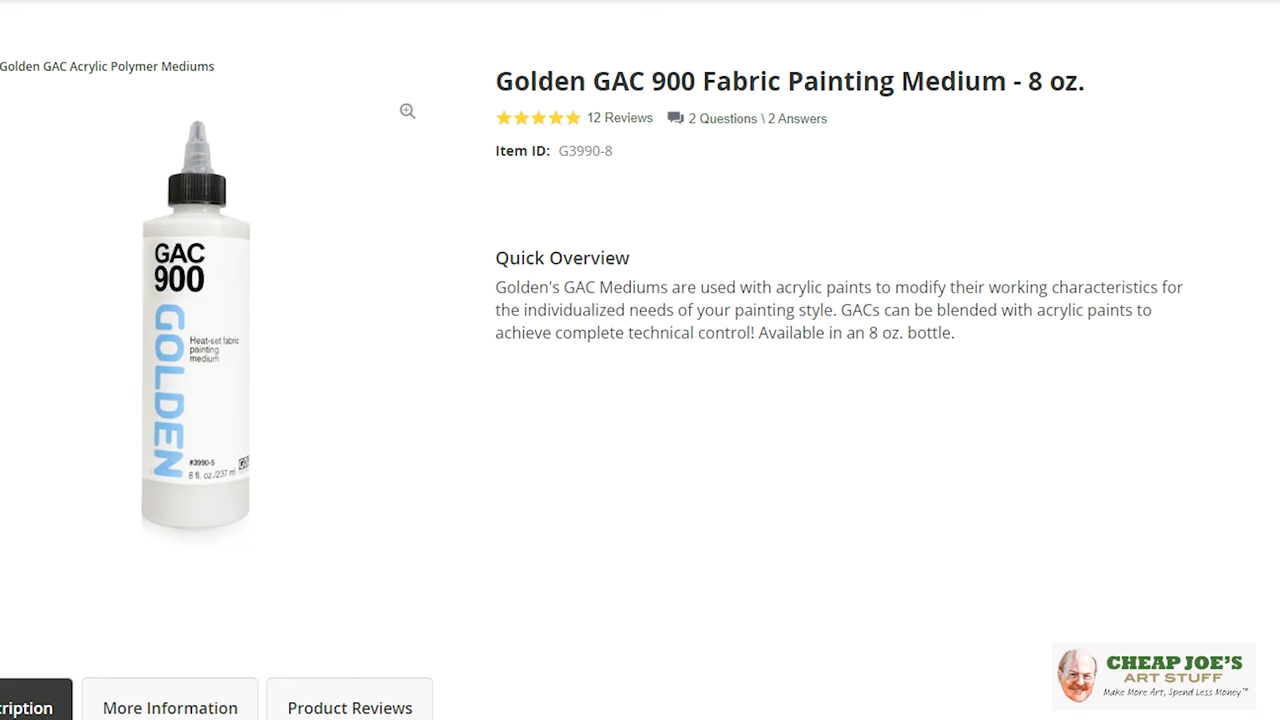 Golden GAC Acrylic Polymer Mediums
Golden GAC 900 Fabric Painting Medium - 8 oz.
12 Reviews
2 Questions \ 2 Answers
Item ID: G3990-8
Quick Overview
Golden's GAC Mediums are used with acrylic paints to modify their working characteristics for
the individualized needs of your painting style. GACs can be blended with acrylic paints to
achieve complete technical control! Available in an 8 oz. bottle.
GAC
900
GOLDEN
Heat-set fabric
painting
medium
#3990-5
8 fl. oz./237 ml
CHEAP JOE'S
ART STUFF
Make More Art, Spend Less Money™
More Information
Product Reviews